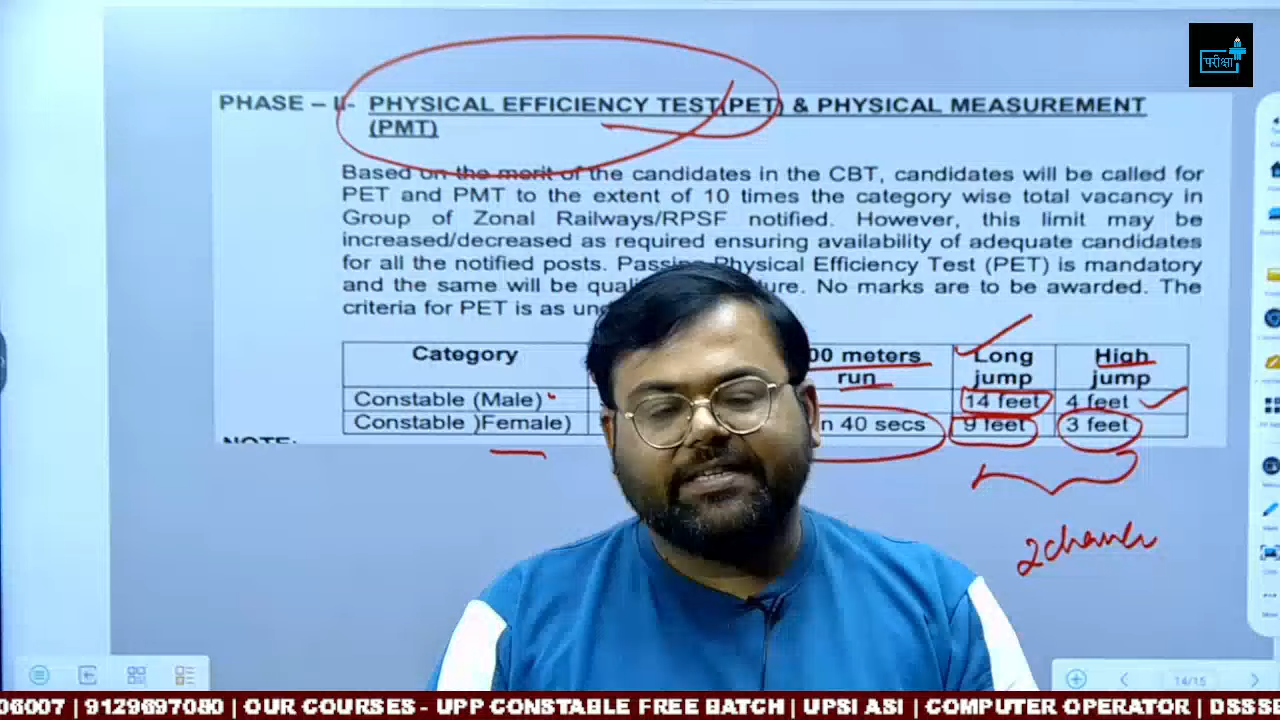 परीक्षा
PHASE – II- PHYSICAL EFFICIENCY TEST(PET) & PHYSICAL MEASUREMENT
(PMT)
Based on the merit of the candidates in the CBT, candidates will be called for
PET and PMT to the extent of 10 times the category wise total vacancy in
Group of Zonal Railways/RPSF notified. However, this limit may be
increased/decreased as required ensuring availability of adequate candidates
for all the notified posts. Physical Efficiency Test (PET) is mandatory
and the same will be No marks are to be awarded. The
criteria for PET is as
Category 00 meters Long High
run jump jump
Constable (Male) 14 feet 4 feet
Constable )Female) n 40 secs 9 feet 3 feet
NOTE:
2 chance
14/15
06007 | 9129697080 | OUR COURSES - UPP CONSTABLE FREE BATCH | UPSI ASI | COMPUTER OPERATOR | DSSSB